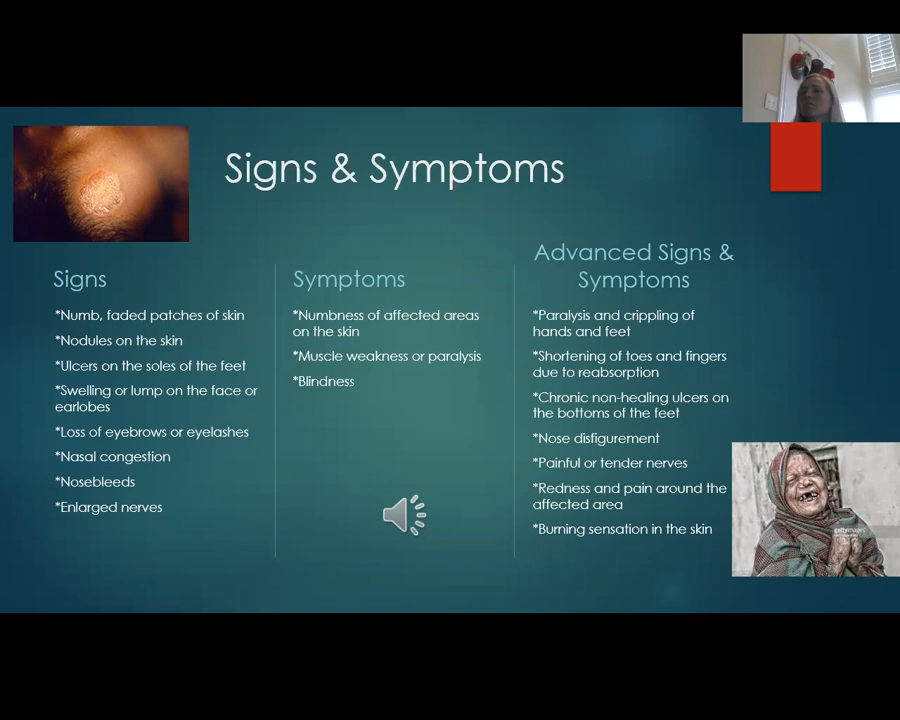 Signs & Symptoms
Signs
*Numb, faded patches of skin
*Nodules on the skin
*Ulcers on the soles of the feet
*Swelling or lump on the face or
earlobes
*Loss of eyebrows or eyelashes
*Nasal congestion
*Nosebleeds
*Enlarged nerves
Symptoms
*Numbness of affected areas
on the skin
*Muscle weakness or paralysis
*Blindness
Advanced Signs &
Symptoms
*Paralysis and crippling of
hands and feet
*Shortening of toes and fingers
due to reabsorption
*Chronic non-healing ulcers on
the bottoms of the feet
*Nose disfigurement
*Painful or tender nerves
*Redness and pain around the
affected area
*Burning sensation in the skin
gettyimages